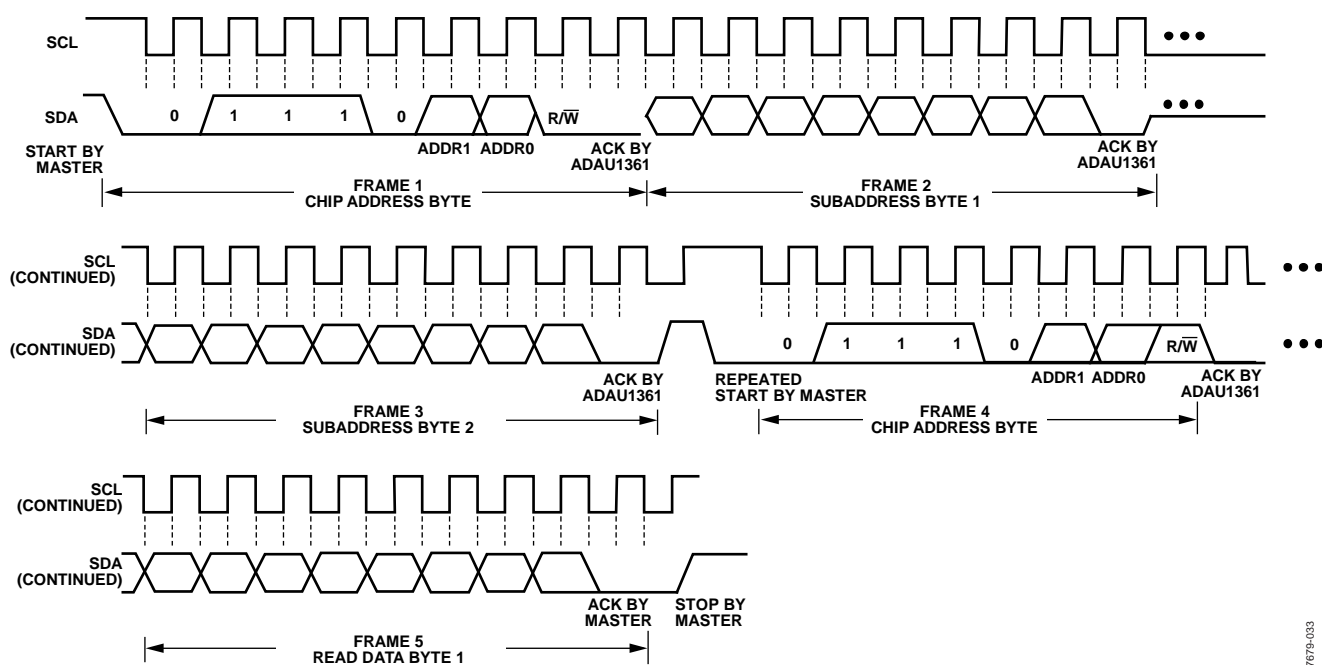 SCL
SDA
0 1 1 1 0 R/W̅
ADDR1 ADDR0
START BY
MASTER
ACK BY
ADAU1361
ACK BY
ADAU1361
FRAME 1
CHIP ADDRESS BYTE
FRAME 2
SUBADDRESS BYTE 1
SCL
(CONTINUED)
SDA
(CONTINUED)
0 1 1 1 0 R/W̅
ACK BY
ADAU1361
REPEATED
START BY MASTER
ADDR1 ADDR0
ACK BY
ADAU1361
FRAME 3
SUBADDRESS BYTE 2
FRAME 4
CHIP ADDRESS BYTE
SCL
(CONTINUED)
SDA
(CONTINUED)
ACK BY
MASTER
STOP BY
MASTER
FRAME 5
READ DATA BYTE 1
7679-033